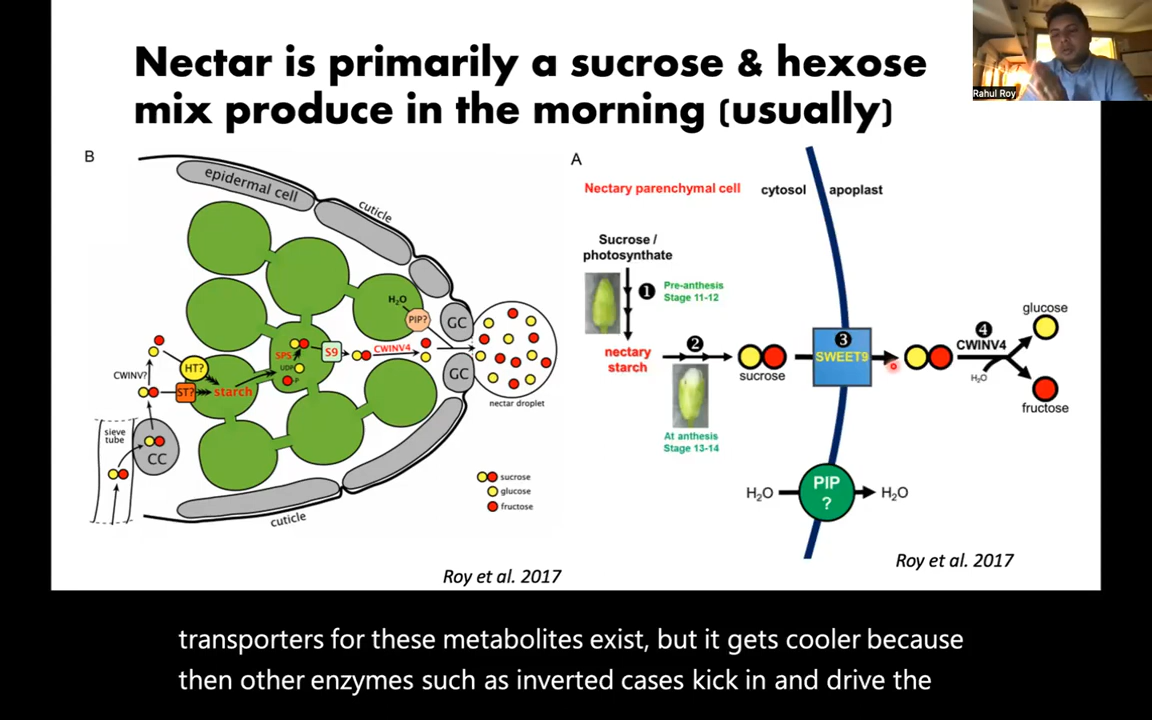 Nectar is primarily a sucrose & hexose
mix produce in the morning (usually)
Rahul Roy
B
epidermal cell
cuticle
H₂O
PIP?
GC
GC
SPS
UDP
P
S9
CWINV4
HT?
CWINV?
ST?
starch
sieve
tube
CC
nectar droplet
sucrose
glucose
fructose
cuticle
Roy et al. 2017
A
Nectary parenchymal cell
cytosol
apoplast
Sucrose /
photosynthate
1
Pre-anthesis
Stage 11-12
nectary
starch
2
At anthesis
Stage 13-14
sucrose
3
SWEET9
4
CWINV4
H₂O
glucose
fructose
H₂O
PIP
?
H₂O
Roy et al. 2017
transporters for these metabolites exist, but it gets cooler because
then other enzymes such as inverted cases kick in and drive the